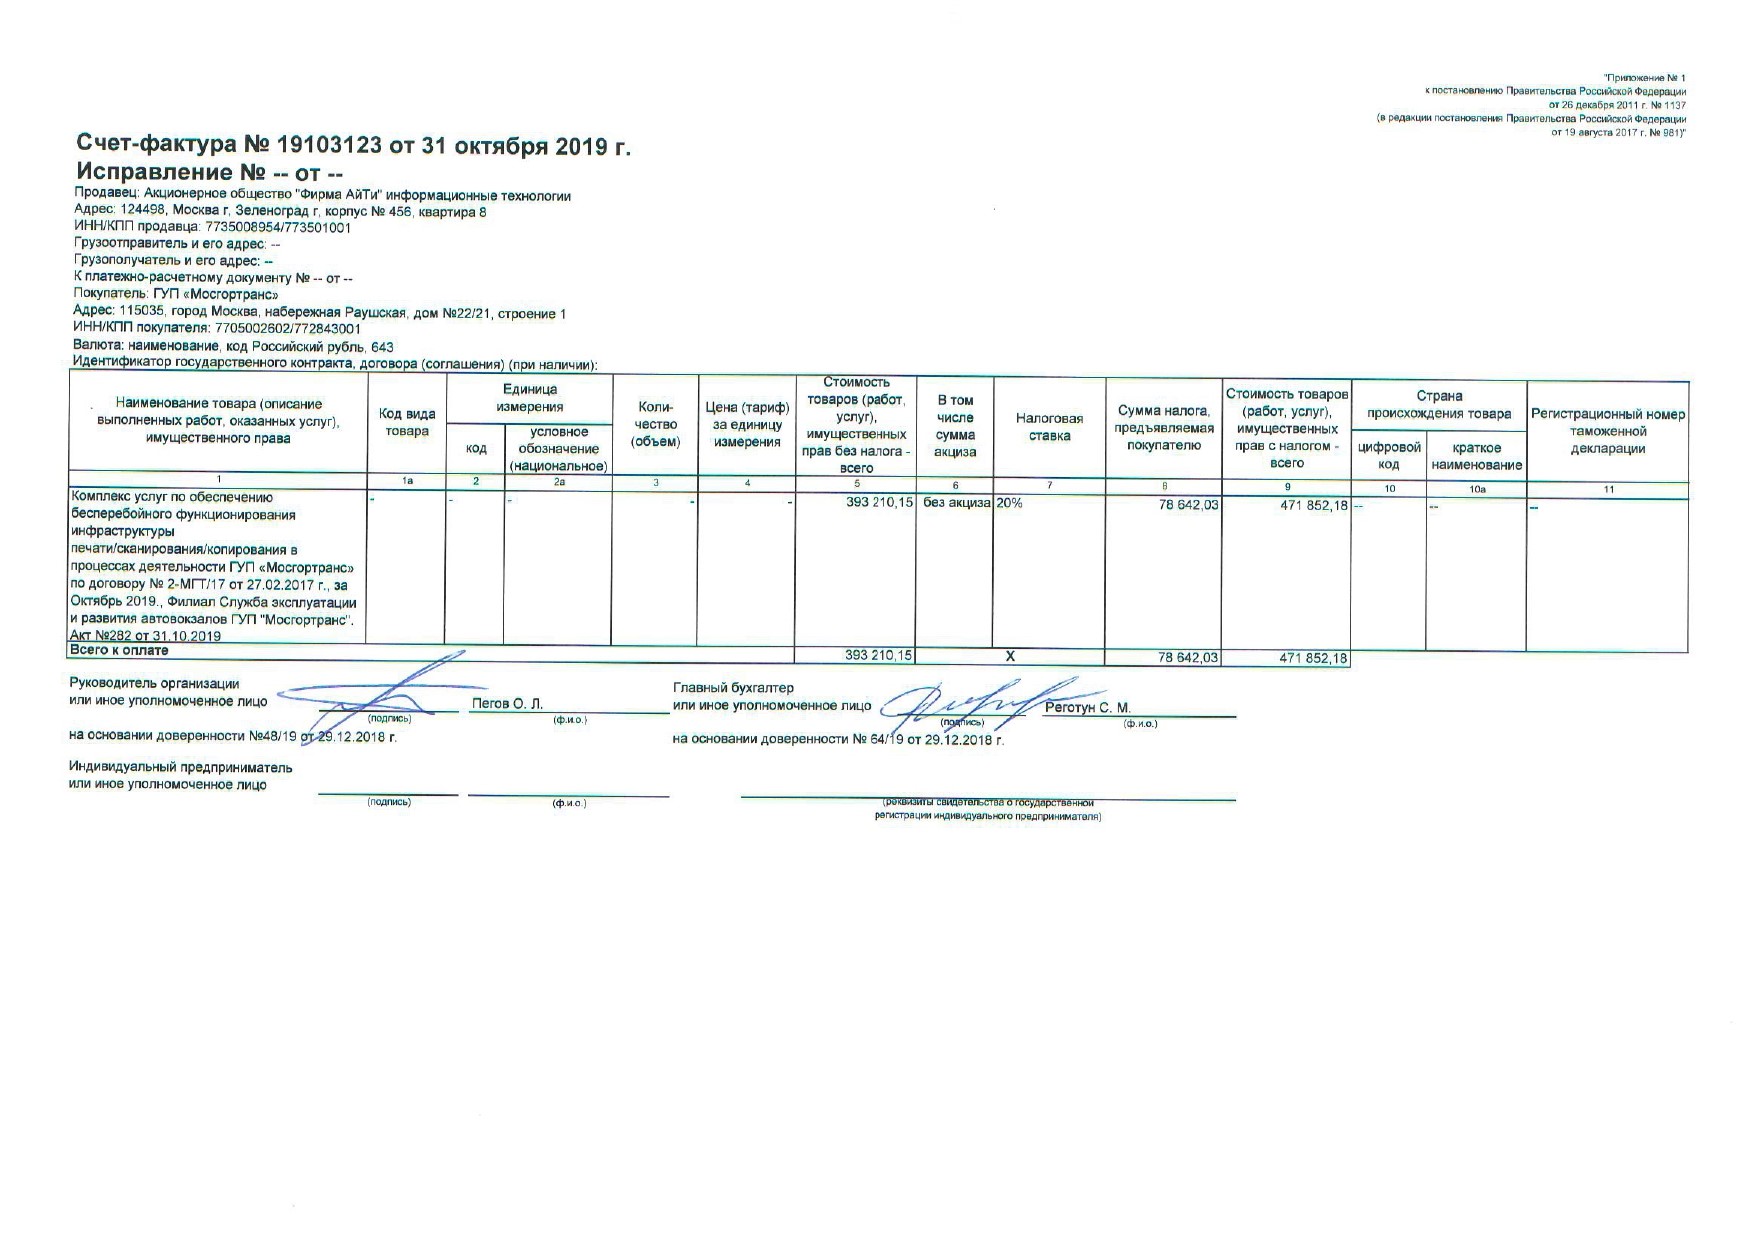 "Приложение № 1
к постановлению Правительства Российской Федерации
от 26 декабря 2011 г. № 1137
(в редакции постановления Правительства Российской Федерации
от 19 августа 2017 г. № 981)"
Счет-фактура № 19103123 от 31 октября 2019 г.
Исправление № -- от --
Продавец: Акционерное общество "Фирма АйТи" информационные технологии
Адрес: 124498, Москва г, Зеленоград г, корпус № 456, квартира 8
ИНН/КПП продавца: 7735008954/773501001
Грузоотправитель и его адрес: --
Грузополучатель и его адрес: --
К платежно-расчетному документу № -- от --
Покупатель: ГУП «Мосгортранс»
Адрес: 115035, город Москва, набережная Раушская, дом №22/21, строение 1
ИНН/КПП покупателя: 7705002602/772843001
Валюта: наименование, код Российский рубль, 643
Идентификатор государственного контракта, договора (соглашения) (при наличии):
Наименование товара (описание
выполненных работ, оказанных услуг),
имущественного права
Код вида
товара
Единица
измерения
код
условное
обозначение
(национальное)
Коли-
чество
(объем)
Цена (тариф)
за единицу
измерения
Стоимость
товаров (работ,
услуг),
имущественных
прав без налога -
всего
В том
числе
сумма
акциза
Налоговая
ставка
Сумма налога,
предъявляемая
покупателю
Стоимость товаров
(работ, услуг),
имущественных
прав с налогом -
всего
Страна
происхождения товара
цифровой
код
краткое
наименование
Регистрационный номер
таможенной
декларации
1 1а 2 2а 3 4 5 6 7 8 9 10 10а 11
Комплекс услуг по обеспечению
бесперебойного функционирования
инфраструктуры
печати/сканирования/копирования в
процессах деятельности ГУП «Мосгортранс»
по договору № 2-МГТ/17 от 27.02.2017 г., за
Октябрь 2019., Филиал Служба эксплуатации
и развития автовокзалов ГУП "Мосгортранс".
Акт №282 от 31.10.2019
- - - - - 393 210,15 без акциза 20% 78 642,03 471 852,18 -- -- --
Всего к оплате 393 210,15 X 78 642,03 471 852,18
Руководитель организации
или иное уполномоченное лицо
Пегов О. Л.
(подпись) (ф.и.о.)
на основании доверенности №48/19 от 29.12.2018 г.
Главный бухгалтер
или иное уполномоченное лицо
Реготун С. М.
(подпись) (ф.и.о.)
на основании доверенности № 64/19 от 29.12.2018 г.
Индивидуальный предприниматель
или иное уполномоченное лицо
(подпись) (ф.и.о.)
(реквизиты свидетельства о государственной
регистрации индивидуального предпринимателя)